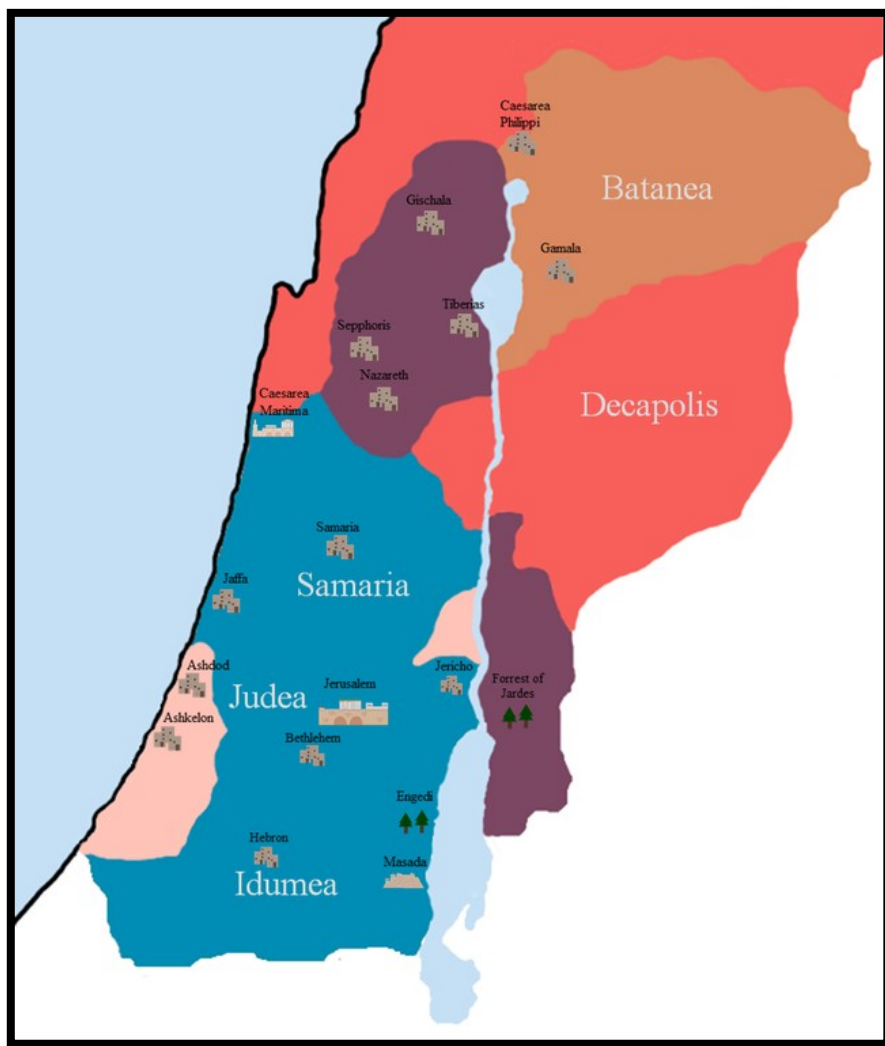 Caesarea
Philippi
Batanea
Gischala
Gamala
Tiberias
Sepphoris
Nazareth
Caesarea
Maritima
Decapolis
Samaria
Samaria
Jaffa
Ashdod
Jericho
Forrest of
Jardes
Judea
Jerusalem
Ashkelon
Bethlehem
Engedi
Hebron
Masada
Idumea